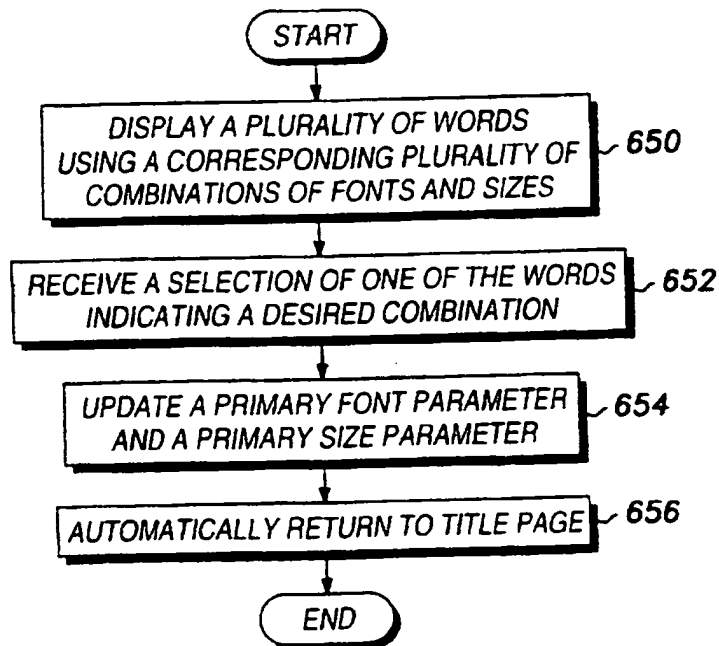 START
DISPLAY A PLURALITY OF WORDS
USING A CORRESPONDING PLURALITY OF
COMBINATIONS OF FONTS AND SIZES
650
RECEIVE A SELECTION OF ONE OF THE WORDS
INDICATING A DESIRED COMBINATION
652
UPDATE A PRIMARY FONT PARAMETER
AND A PRIMARY SIZE PARAMETER
654
AUTOMATICALLY RETURN TO TITLE PAGE
656
END